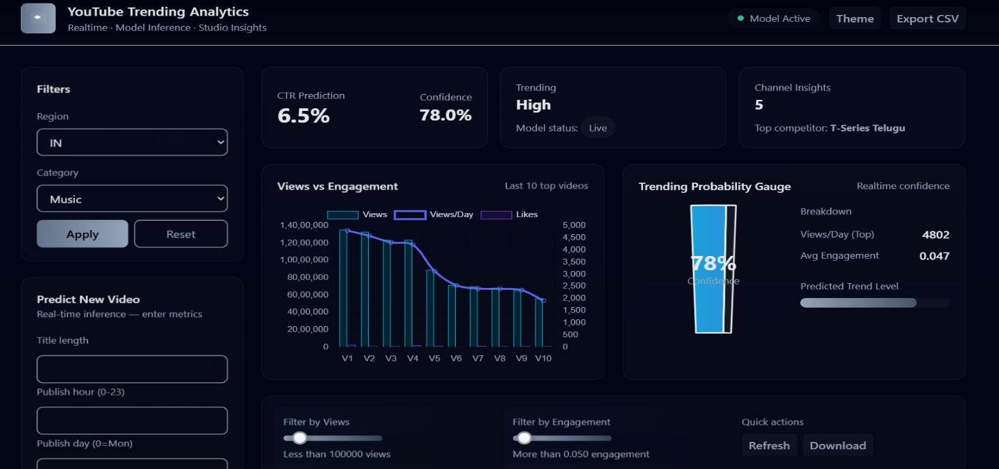 YouTube Trending Analytics
Realtime · Model Inference · Studio Insights
Model Active
Theme
Export CSV
Filters
Region
IN
Category
Music
Apply
Reset
Predict New Video
Real-time inference — enter metrics
Title length
Publish hour (0-23)
Publish day (0=Mon)
CTR Prediction
6.5%
Confidence
78.0%
Trending
High
Model status: Live
Channel Insights
5
Top competitor: T-Series Telugu
Views vs Engagement
Last 10 top videos
Views
Views/Day
Likes
1,40,00,000
1,20,00,000
1,00,00,000
80,00,000
60,00,000
40,00,000
20,00,000
0
5,000
4,500
4,000
3,500
3,000
2,500
2,000
1,500
1,000
500
0
V1 V2 V3 V4 V5 V6 V7 V8 V9 V10
Trending Probability Gauge
Realtime confidence
78%
Confidence
Breakdown
Views/Day (Top) 4802
Avg Engagement 0.047
Predicted Trend Level
Filter by Views
Less than 100000 views
Filter by Engagement
More than 0.050 engagement
Quick actions
Refresh
Download